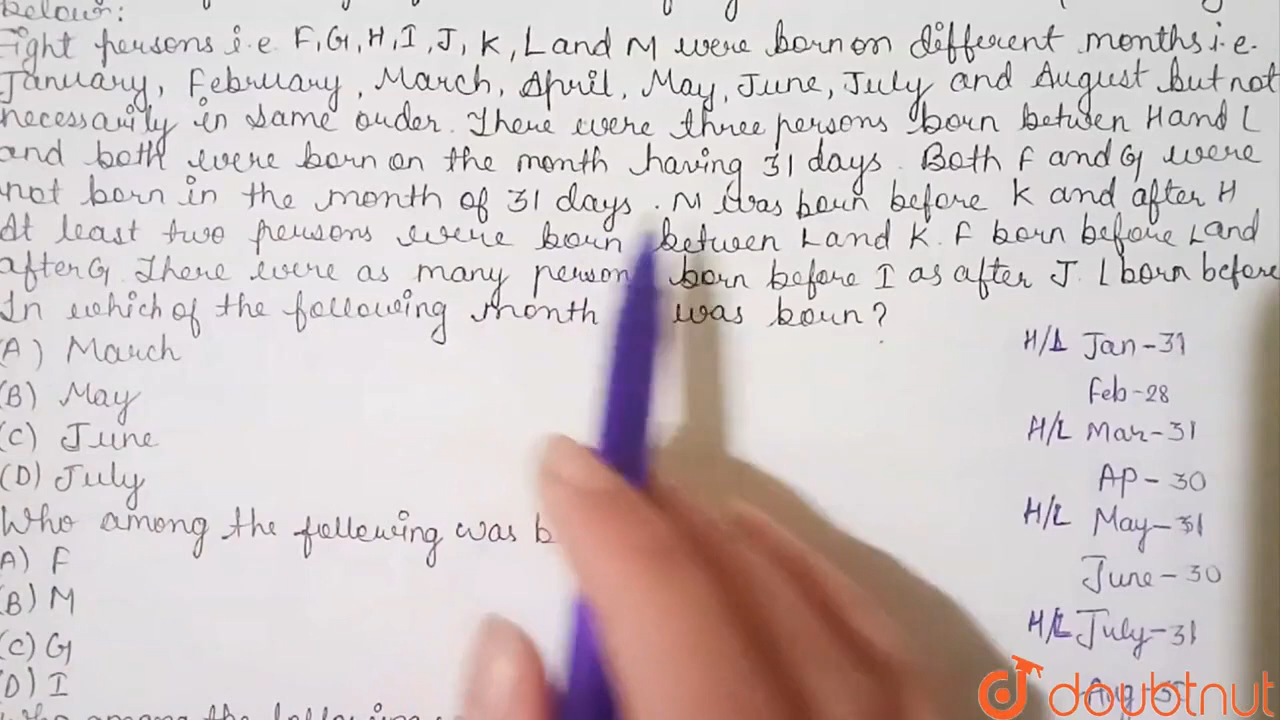 below:
Eight persons i.e. F, G, H, I, J, K, L and M were born on different months i.e.
January, February, March, April, May, June, July and August but not
necessarily in same order. There were three persons born betwen H and L
and both were born on the month having 31 days. Both F and G were
not born in the month of 31 days. M was born before K and after H
At least two persons were born betwen L and K. F born before L and
after G. There were as many person born before I as after J. L born before
In which of the following month was born?
(A) March
(B) May
(C) June
(D) July
Who among the following was b
A) F
(B) M
(C) G
(D) I
H/L Jan-31
Feb-28
H/L Mar-31
AP-30
H/L May-31
June-30
H/L July-31
Aug
doubtnut